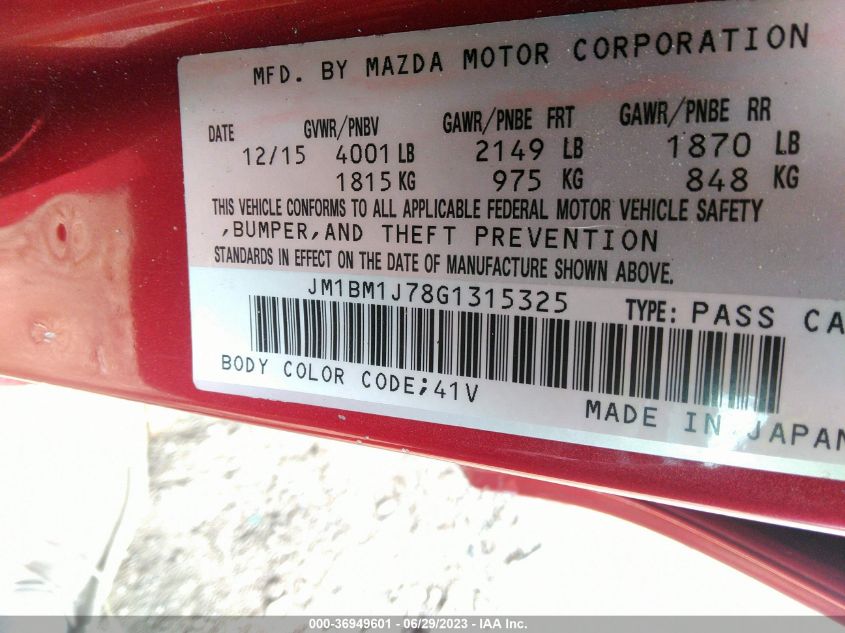 MFD. BY MAZDA MOTOR CORPORATION
DATE GVWR/PNBV GAWR/PNBE FRT GAWR/PNBE RR
12/15 4001 LB 2149 LB 1870 LB
1815 KG 975 KG 848 KG
THIS VEHICLE CONFORMS TO ALL APPLICABLE FEDERAL MOTOR VEHICLE SAFETY
,BUMPER,AND THEFT PREVENTION
STANDARDS IN EFFECT ON THE DATE OF MANUFACTURE SHOWN ABOVE.
JM1BM1J78G1315325 TYPE: PASS CA
BODY COLOR CODE;41V
MADE IN JAPAN
000-36949601 - 06/29/2023 - IAA Inc.